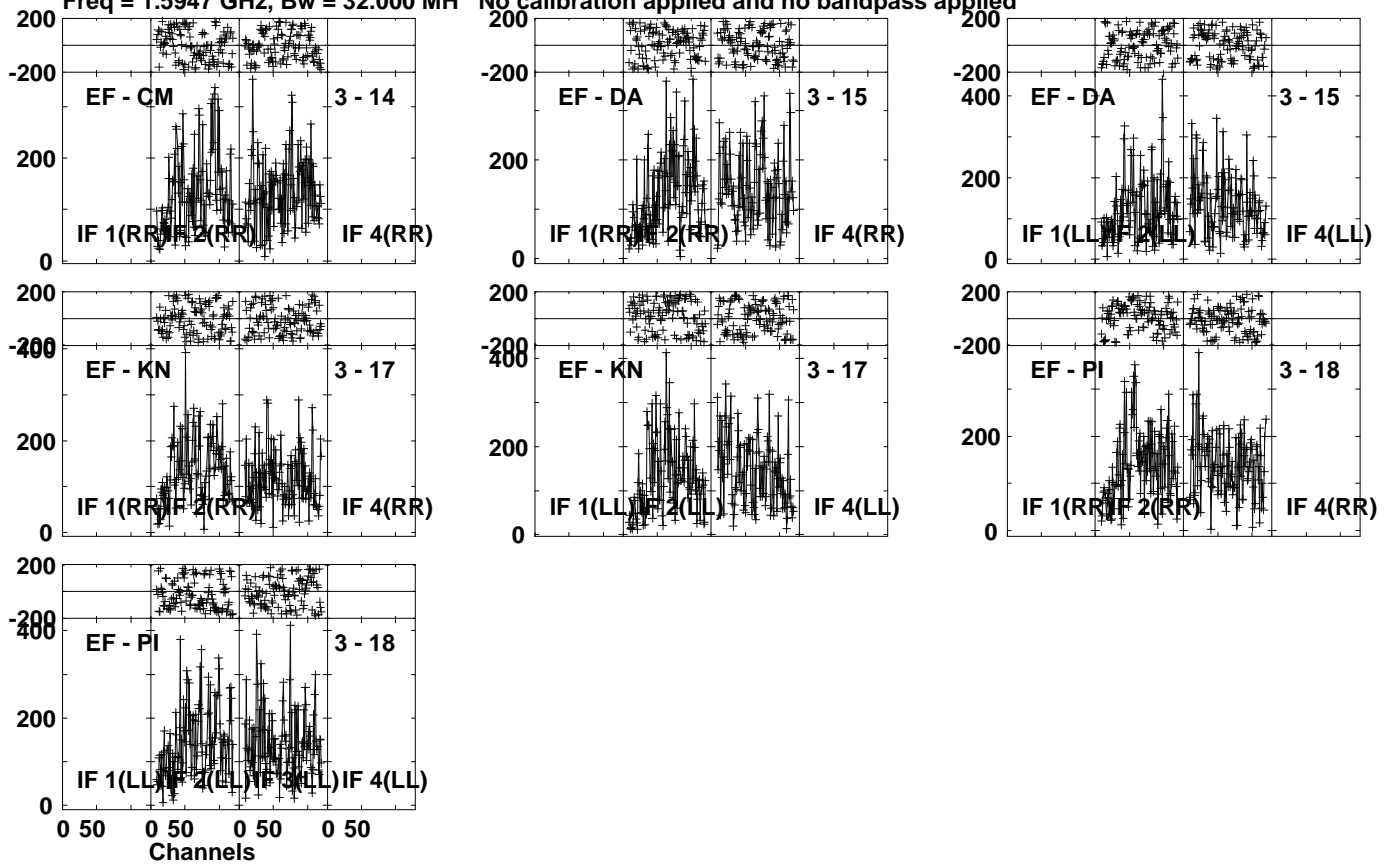 Freq = 1.5947 GHz, Bw = 32.000 MH No calibration applied and no bandpass applied
200
-200
EF - CM 3 - 14
200
0
IF 1(RR) IF 2(RR) IF 4(RR)
EF - DA 3 - 15
200
0
IF 1(RR) IF 2(RR) IF 4(RR)
200
-200
EF - DA 3 - 15
400
200
0
IF 1(LL) IF 2(LL) IF 4(LL)
200
-200
400
EF - KN 3 - 17
200
0
IF 1(RR) IF 2(RR) IF 4(RR)
EF - KN 3 - 17
400
200
0
IF 1(LL) IF 2(LL) IF 4(LL)
200
-200
EF - PI 3 - 18
200
0
IF 1(RR) IF 2(RR) IF 4(RR)
200
-200
400
EF - PI 3 - 18
200
0
IF 1(LL) IF 2(LL) IF 3(LL) IF 4(LL)
0 50 0 50 0 50 0 50
Channels